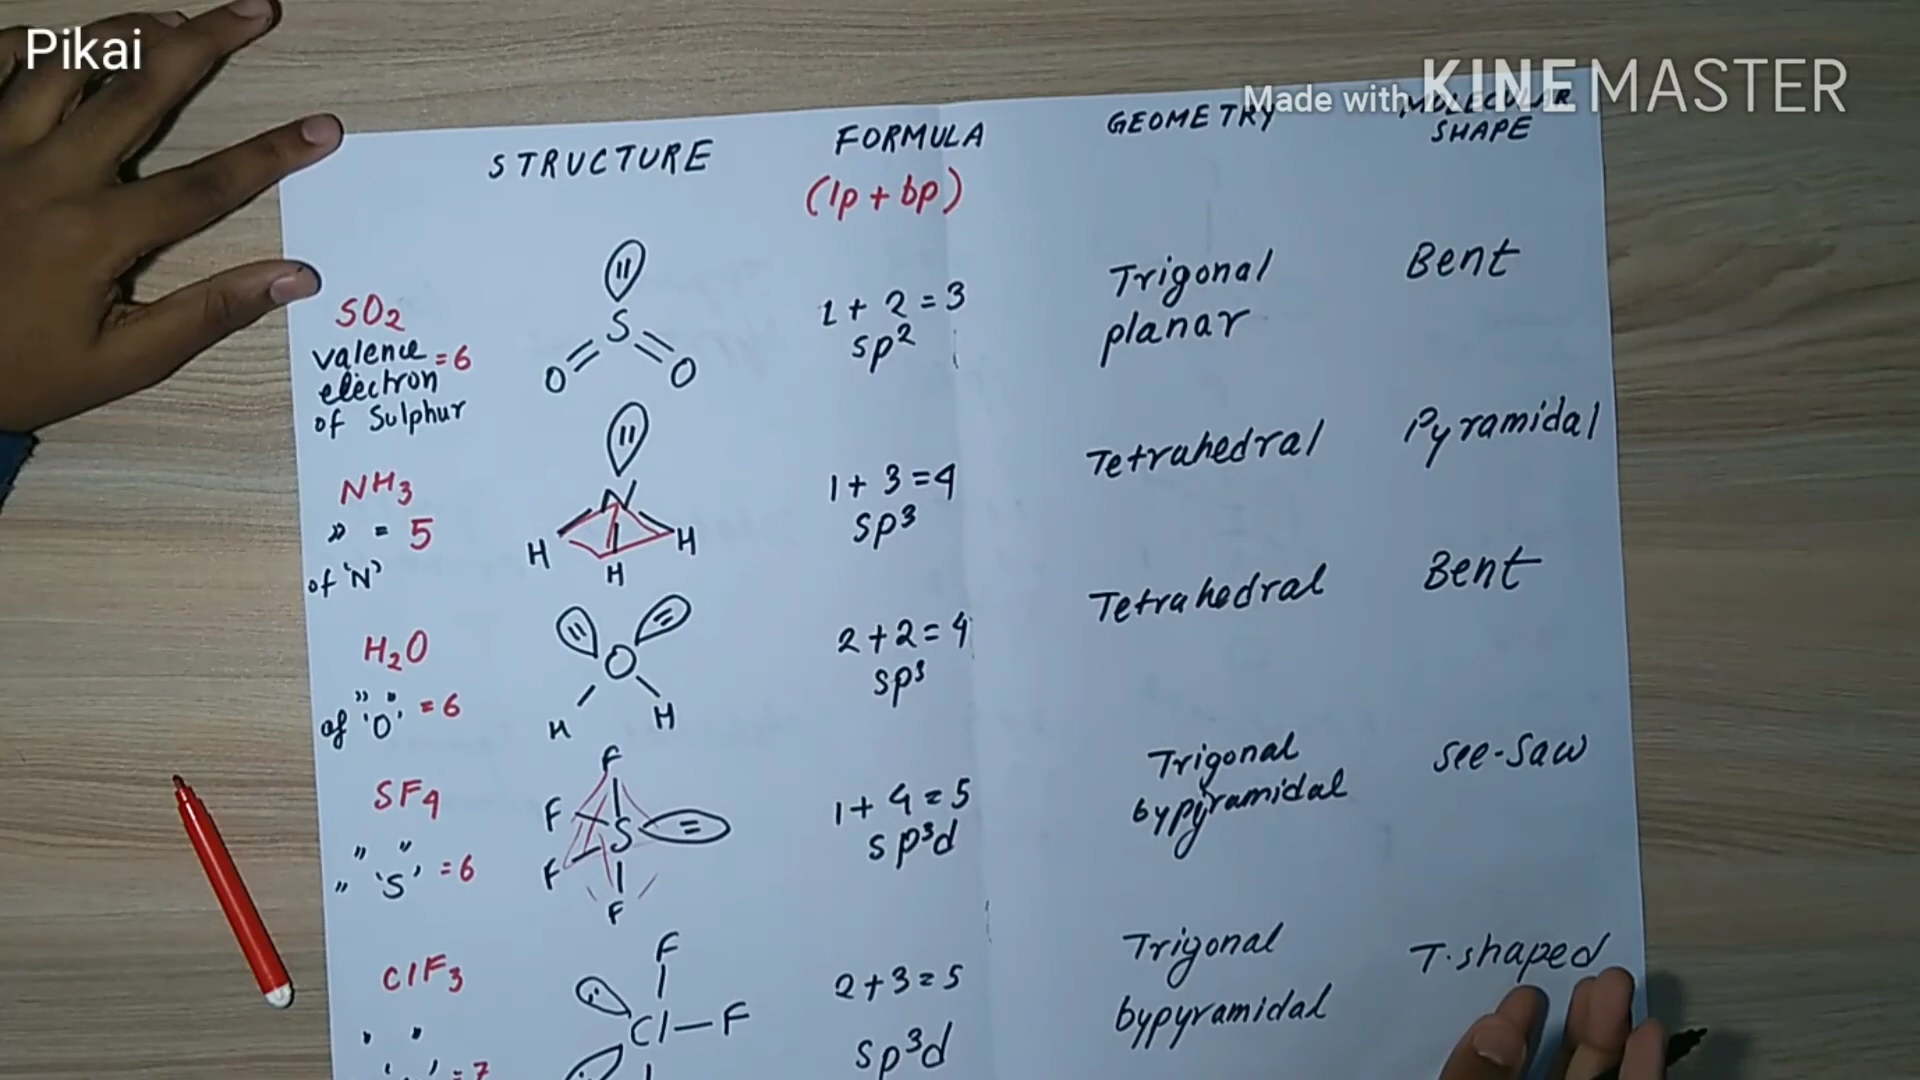 Pikai
Made with KINEMASTER
STRUCTURE
FORMULA
(lp + bp)
GEOMETRY
MOLECULAR
SHAPE
SO2
valence = 6
electron
of Sulphur
S
O O
1 + 2 = 3
sp2
Trigonal
planar
Bent
NH3
" = 5
of 'N'
N
H H
H
1 + 3 = 4
sp3
Tetrahedral
Pyramidal
H2O
" "
of 'O' = 6
O
H H
2 + 2 = 4
sp3
Tetrahedral
Bent
SF4
" "
" 'S' = 6
F
F S
F
F
1 + 4 = 5
sp3d
Trigonal
bypyramidal
See-Saw
ClF3
" "
= 7
F
Cl-F
2 + 3 = 5
sp3d
Trigonal
bypyramidal
T.shaped